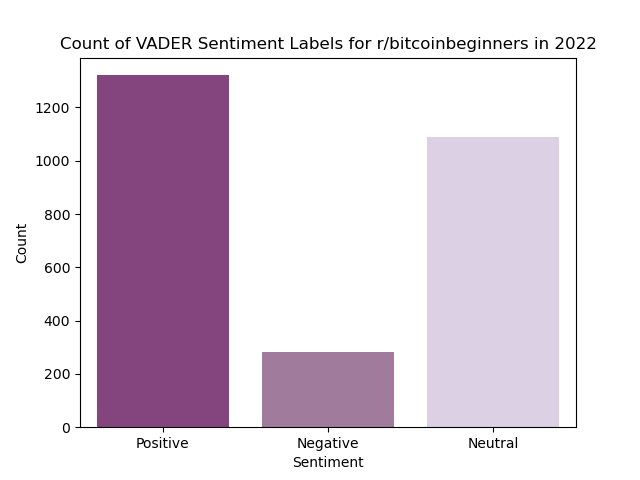 Count of VADER Sentiment Labels for r/bitcoinbeginners in 2022
1200
1000
800
600
400
200
0
Count
Positive
Negative
Neutral
Sentiment